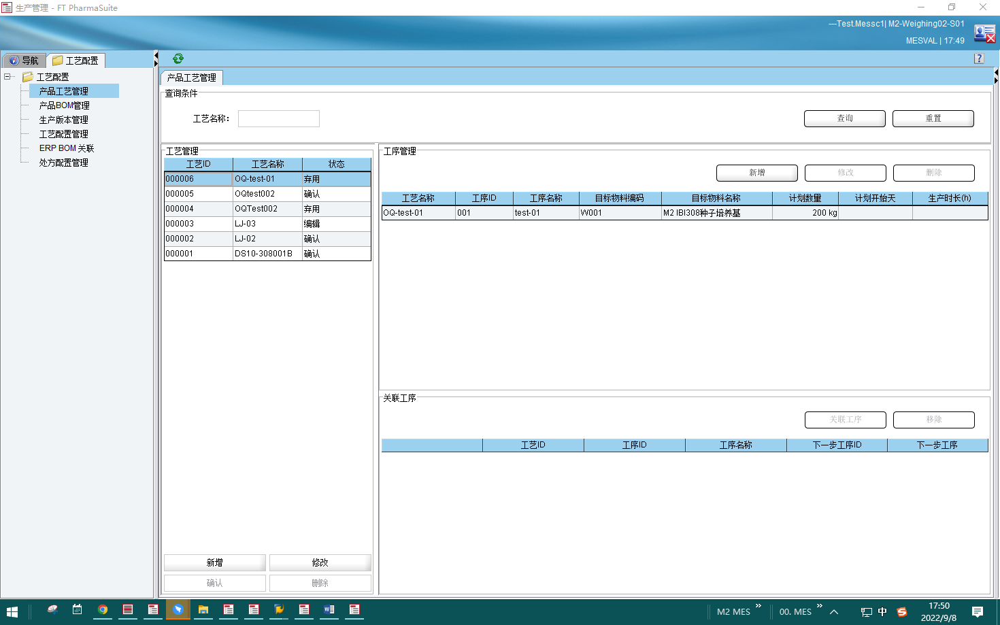 生产管理 - FT PharmaSuite
---Test.Messc1| M2-Weighing02-S01
MESVAL | 17:49
导航
工艺配置
工艺配置
产品工艺管理
产品BOM管理
生产版本管理
工艺配置管理
ERP BOM 关联
处方配置管理
?
产品工艺管理
查询条件
工艺名称:
查询
重置
工艺管理
工艺ID 工艺名称 状态
000006 OQ-test-01 弃用
000005 OQtest002 确认
000004 OQTest002 弃用
000003 LJ-03 编辑
000002 LJ-02 确认
000001 DS10-308001B 确认
新增 修改
确认 删除
工序管理
新增 修改 删除
工艺名称 工序ID 工序名称 目标物料编码 目标物料名称 计划数量 计划开始天 生产时长(h)
OQ-test-01 001 test-01 W001 M2 IBI308种子培养基 200 kg
关联工序
关联工序 移除
工艺ID 工序ID 工序名称 下一步工序ID 下一步工序
M2 MES »
00. MES »
中
17:50
2022/9/8